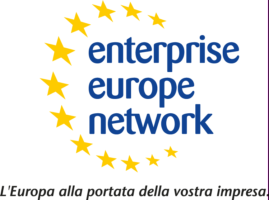 enterprise
europe
network
L'Europa alla portata della vostra impresa.